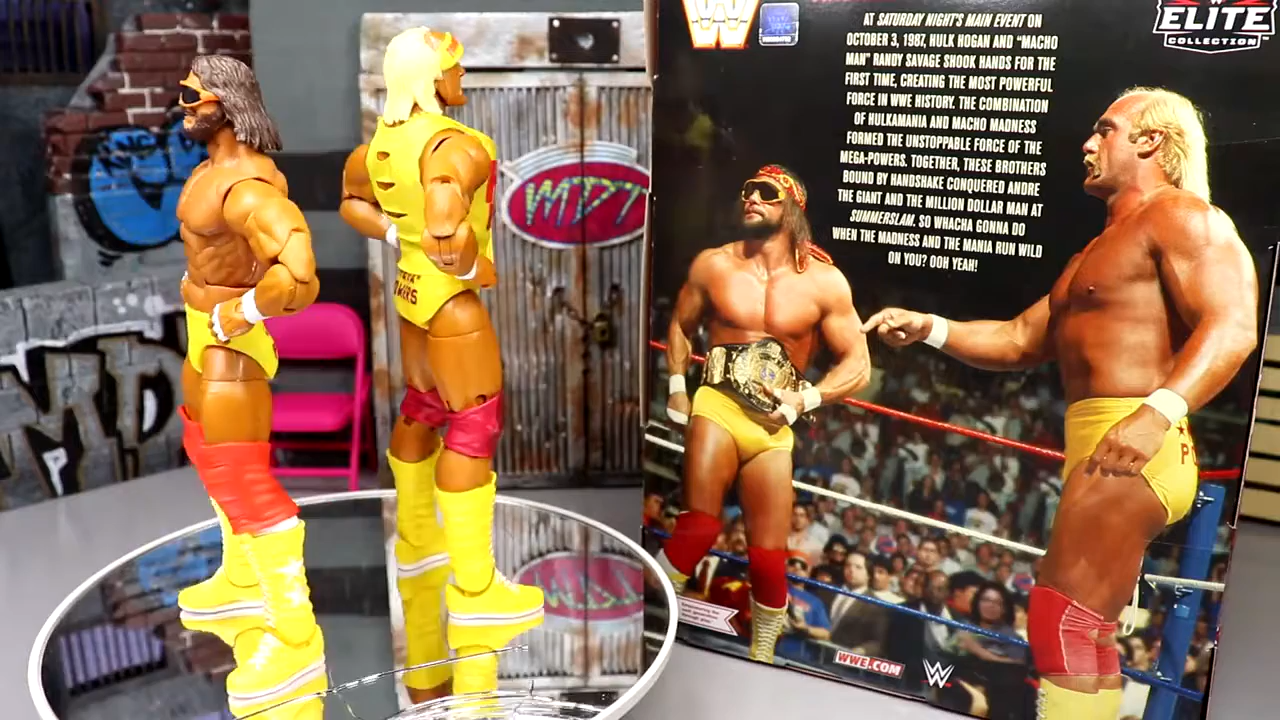 AT SATURDAY NIGHT'S MAIN EVENT ON
OCTOBER 3, 1987, HULK HOGAN AND "MACHO
MAN" RANDY SAVAGE SHOOK HANDS FOR THE
FIRST TIME, CREATING THE MOST POWERFUL
FORCE IN WWE HISTORY. THE COMBINATION
OF HULKAMANIA AND MACHO MADNESS
FORMED THE UNSTOPPABLE FORCE OF THE
MEGA-POWERS. TOGETHER, THESE BROTHERS
BOUND BY HANDSHAKE CONQUERED ANDRE
THE GIANT AND THE MILLION DOLLAR MAN AT
SUMMERSLAM. SO WHACHA GONNA DO
WHEN THE MADNESS AND THE MANIA RUN WILD
ON YOU? OOH YEAH!
ELITE
COLLECTION
MDT
WWE.COM
W